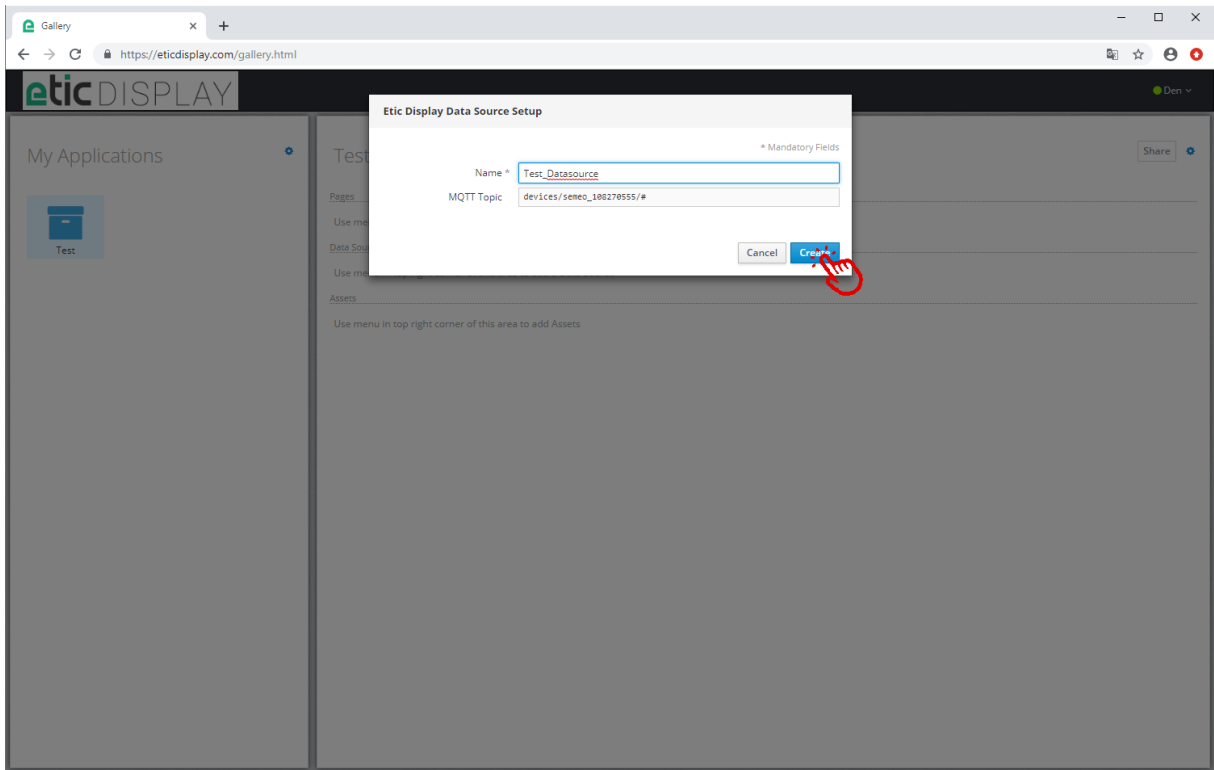 Gallery
https://eticdisplay.com/gallery.html
etic DISPLAY
Den
Etic Display Data Source Setup
* Mandatory Fields
Name *
Test_Datasource
MQTT Topic
devices/semeo_108270555/#
Cancel
Create
My Applications
Test
Test
Share
Pages
Use me
Data Sou
Use me
Assets
Use menu in top right corner of this area to add Assets